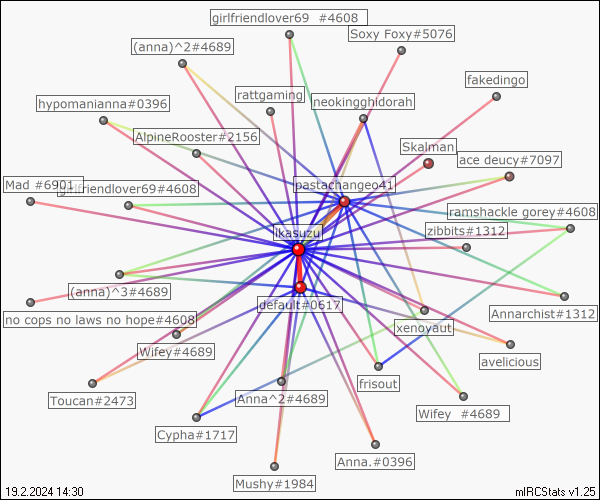 girlfriendlover69  #4608
Soxy Foxy#5076
(anna)^2#4689
fakedingo
rattgaming
neokingghidorah
hypomanianna#0396
AlpineRooster#2156
Skalman
ace deucy#7097
Mad #6901
girlfriendlover69#4608
pastachangeo41
ramshackle gorey#4608
ikasuzu
zibbits#1312
(anna)^3#4689
default#0617
Annarchist#1312
no cops no laws no hope#4608
xenoyaut
Wifey#4689
avelicious
frisout
Toucan#2473
Anna^2#4689
Wifey  #4689
Cypha#1717
Anna.#0396
Mushy#1984
19.2.2024 14:30
mIRCStats v1.25